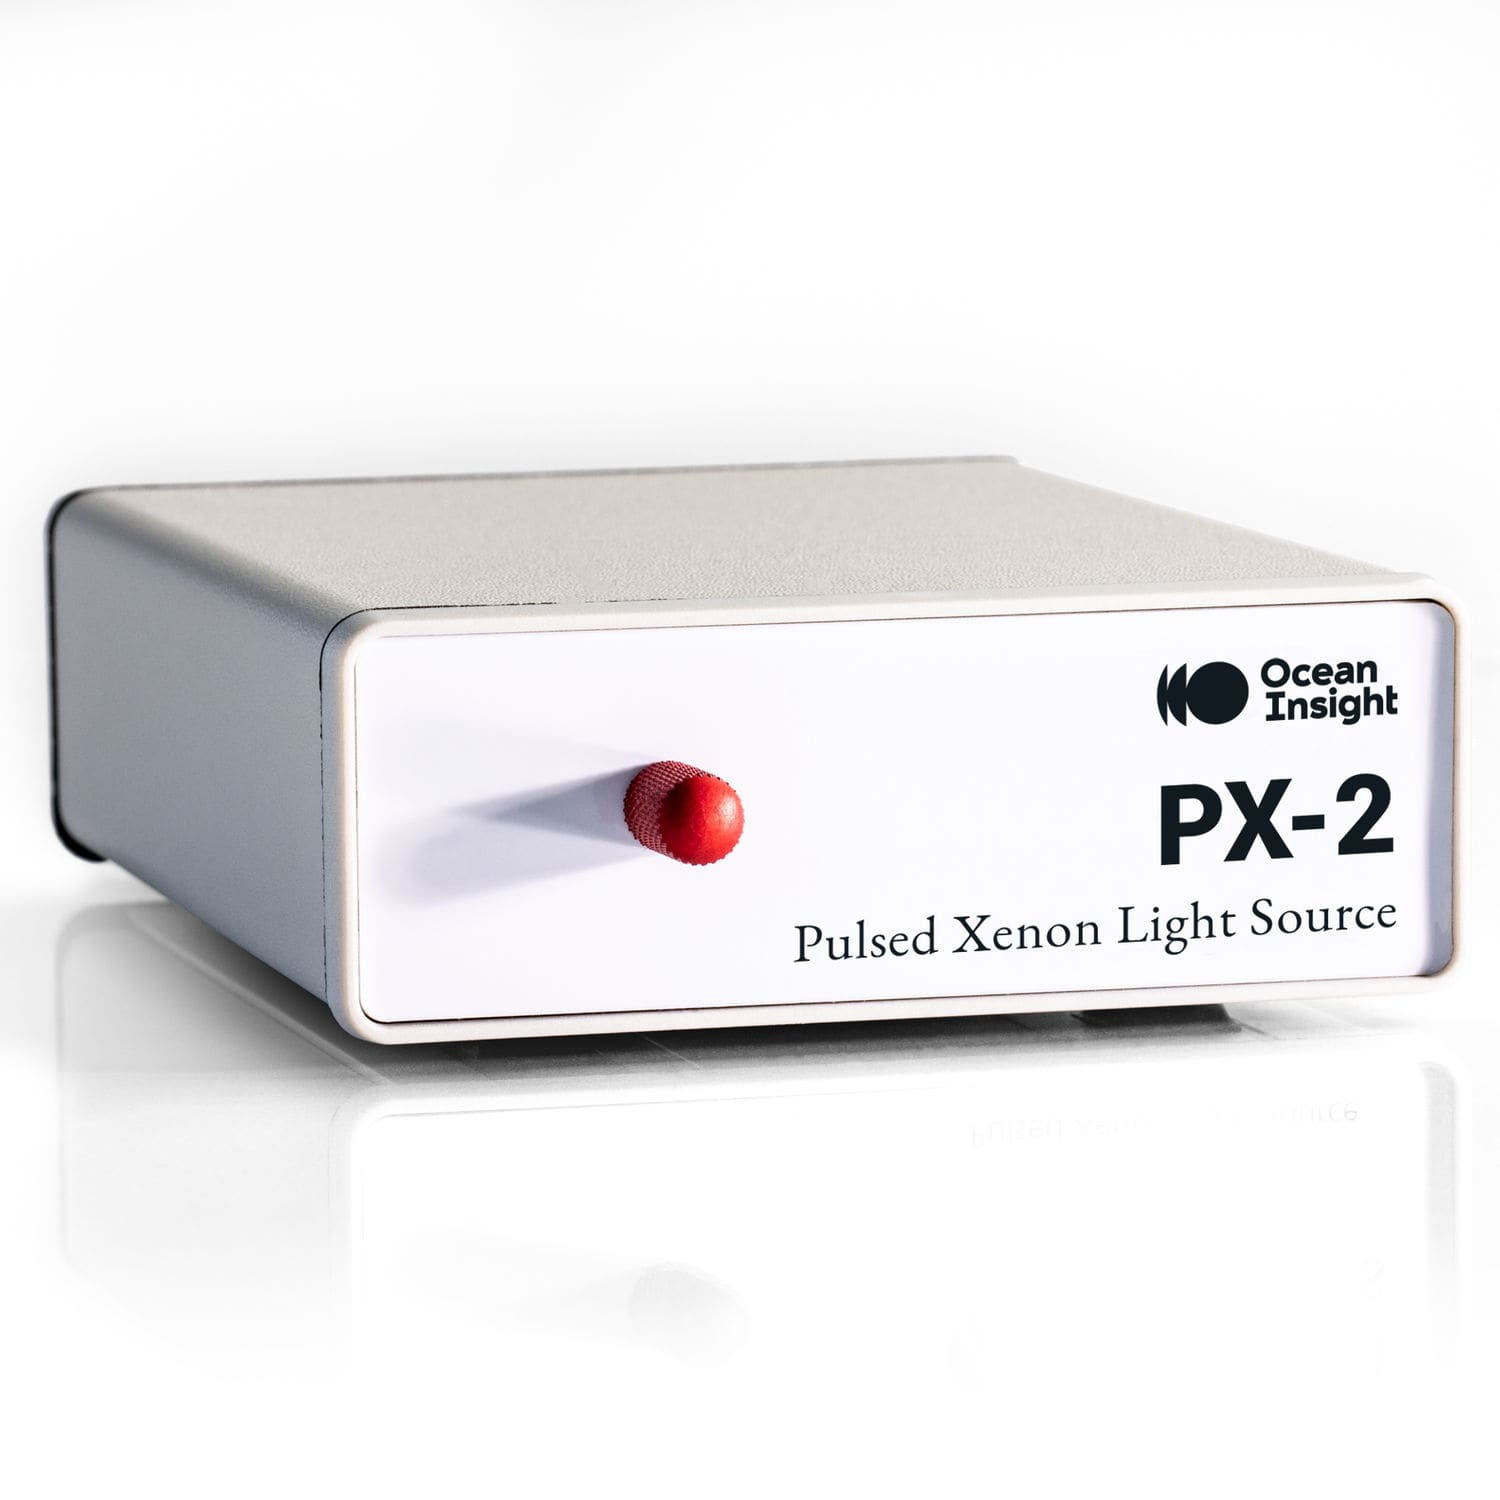 Ocean
Insight
PX-2
Pulsed Xenon Light Source